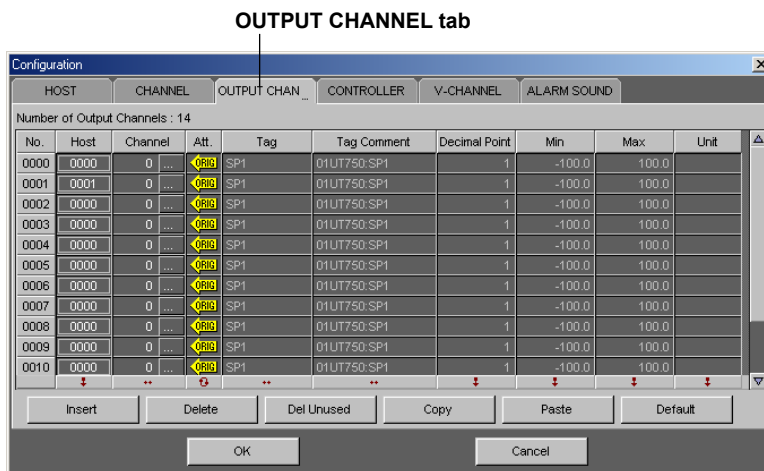 OUTPUT CHANNEL tab
Configuration
HOST CHANNEL OUTPUT CHAN... CONTROLLER V-CHANNEL ALARM SOUND
Number of Output Channels : 14
No. Host Channel Att. Tag Tag Comment Decimal Point Min Max Unit
0000 0000 0 ... ORIG SP1 01UT750:SP1 1 -100.0 100.0
0001 0001 0 ... ORIG SP1 01UT750:SP1 1 -100.0 100.0
0002 0000 0 ... ORIG SP1 01UT750:SP1 1 -100.0 100.0
0003 0000 0 ... ORIG SP1 01UT750:SP1 1 -100.0 100.0
0004 0000 0 ... ORIG SP1 01UT750:SP1 1 -100.0 100.0
0005 0000 0 ... ORIG SP1 01UT750:SP1 1 -100.0 100.0
0006 0000 0 ... ORIG SP1 01UT750:SP1 1 -100.0 100.0
0007 0000 0 ... ORIG SP1 01UT750:SP1 1 -100.0 100.0
0008 0000 0 ... ORIG SP1 01UT750:SP1 1 -100.0 100.0
0009 0000 0 ... ORIG SP1 01UT750:SP1 1 -100.0 100.0
0010 0000 0 ... ORIG SP1 01UT750:SP1 1 -100.0 100.0
Insert Delete Del Unused Copy Paste Default
OK Cancel